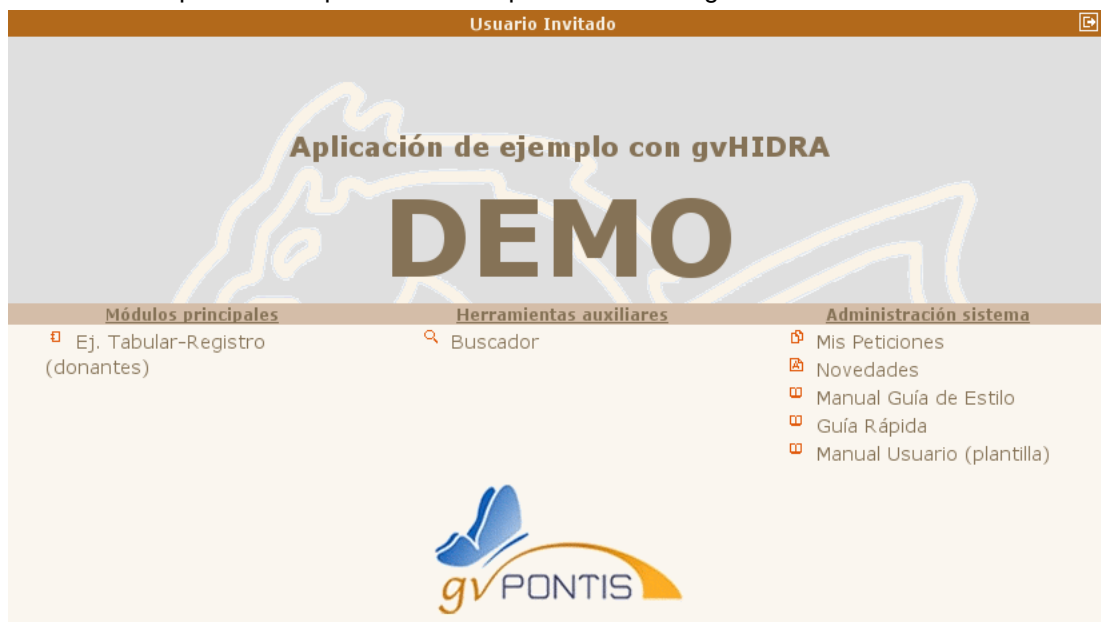 Usuario Invitado
Aplicación de ejemplo con gvHIDRA
DEMO
Módulos principales
Herramientas auxiliares
Administración sistema
Ej. Tabular-Registro
(donantes)
Buscador
Mis Peticiones
Novedades
Manual Guía de Estilo
Guía Rápida
Manual Usuario (plantilla)
gvPONTIS